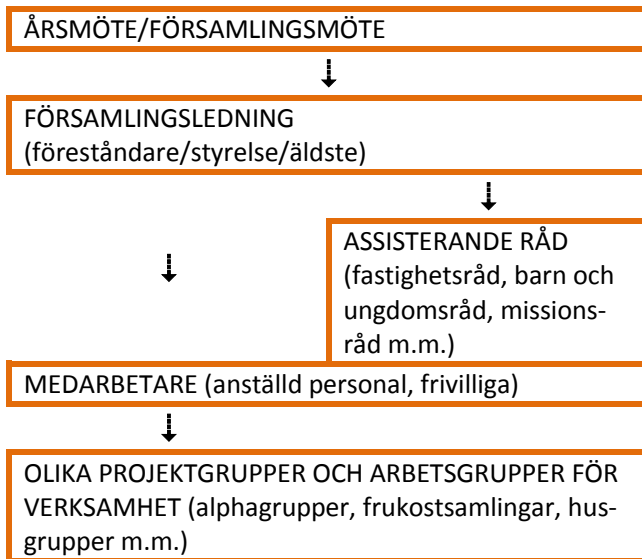 ÅRSMÖTE/FÖRSAMLINGSMÖTE
FÖRSAMLINGSLEDNING
(föreståndare/styrelse/äldste)
ASSISTERANDE RÅD
(fastighetsråd, barn och
ungdomsråd, missions-
råd m.m.)
MEDARBETARE (anställd personal, frivilliga)
OLIKA PROJEKTGRUPPER OCH ARBETSGRUPPER FÖR
VERKSAMHET (alphagrupper, frukostsamlingar, hus-
grupper m.m.)